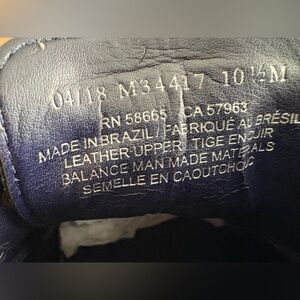 04/18 M34417 10 ½M
RN 58665 CA 57963
MADE IN BRAZIL / FABRIQUÉ AU BRÉSIL
LEATHER UPPER / TIGE EN CUIR
BALANCE MAN MADE MATERIALS
SEMELLE EN CAOUTCHOUC